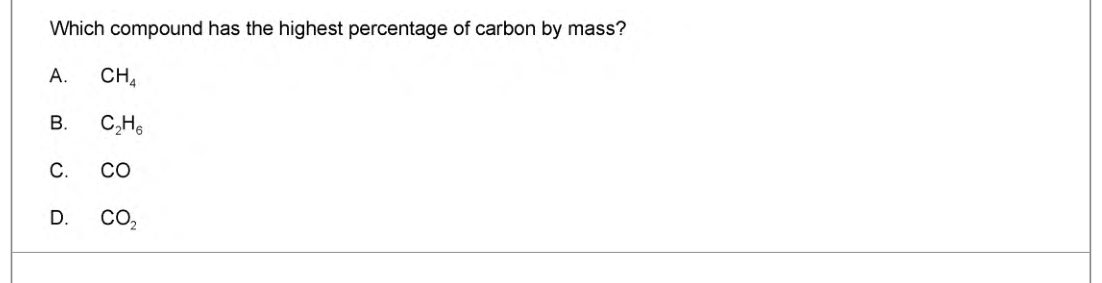 Which compound has the highest percentage of carbon by mass?
A. CH₄
B. C₂H₆
C. CO
D. CO₂